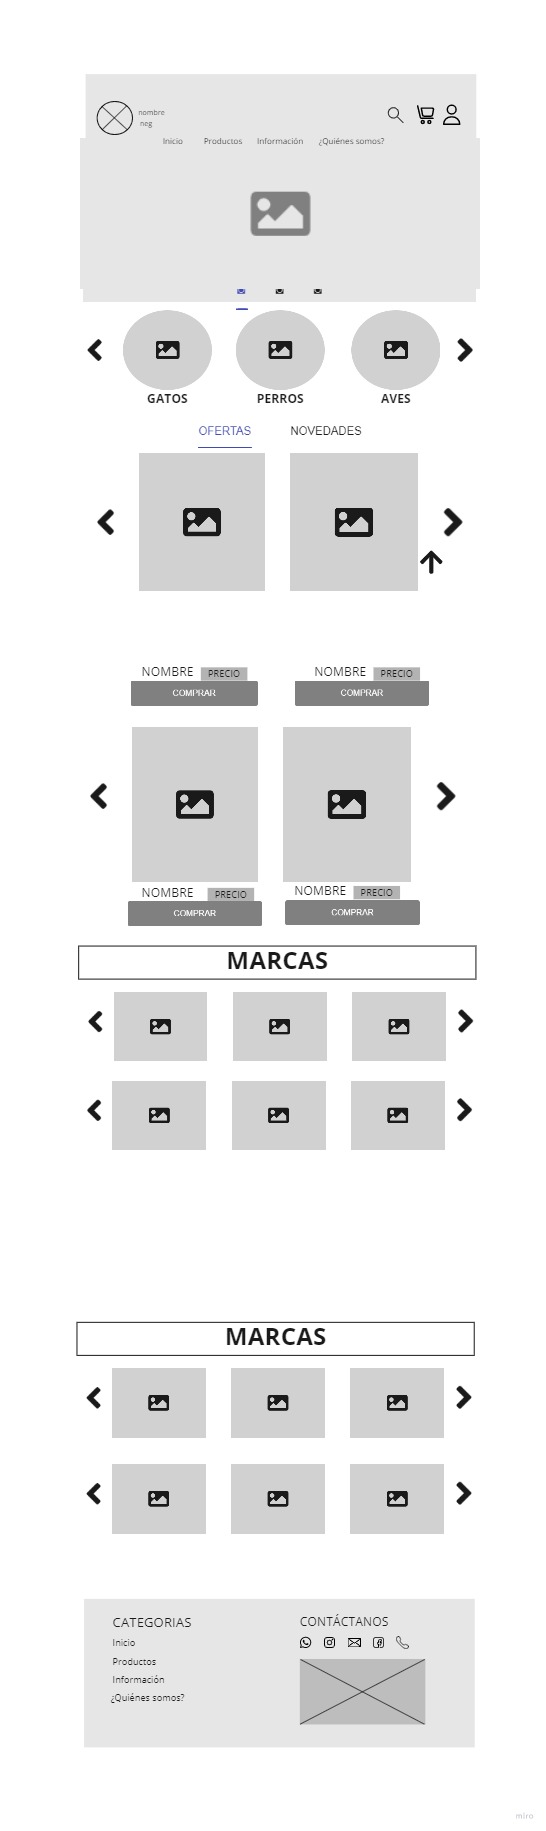 nombre
neg
Inicio Productos Información ¿Quiénes somos?
GATOS PERROS AVES
OFERTAS NOVEDADES
NOMBRE PRECIO NOMBRE PRECIO
COMPRAR COMPRAR
NOMBRE PRECIO NOMBRE PRECIO
COMPRAR COMPRAR
MARCAS
MARCAS
CATEGORIAS CONTÁCTANOS
Inicio
Productos
Información
¿Quiénes somos?
miro